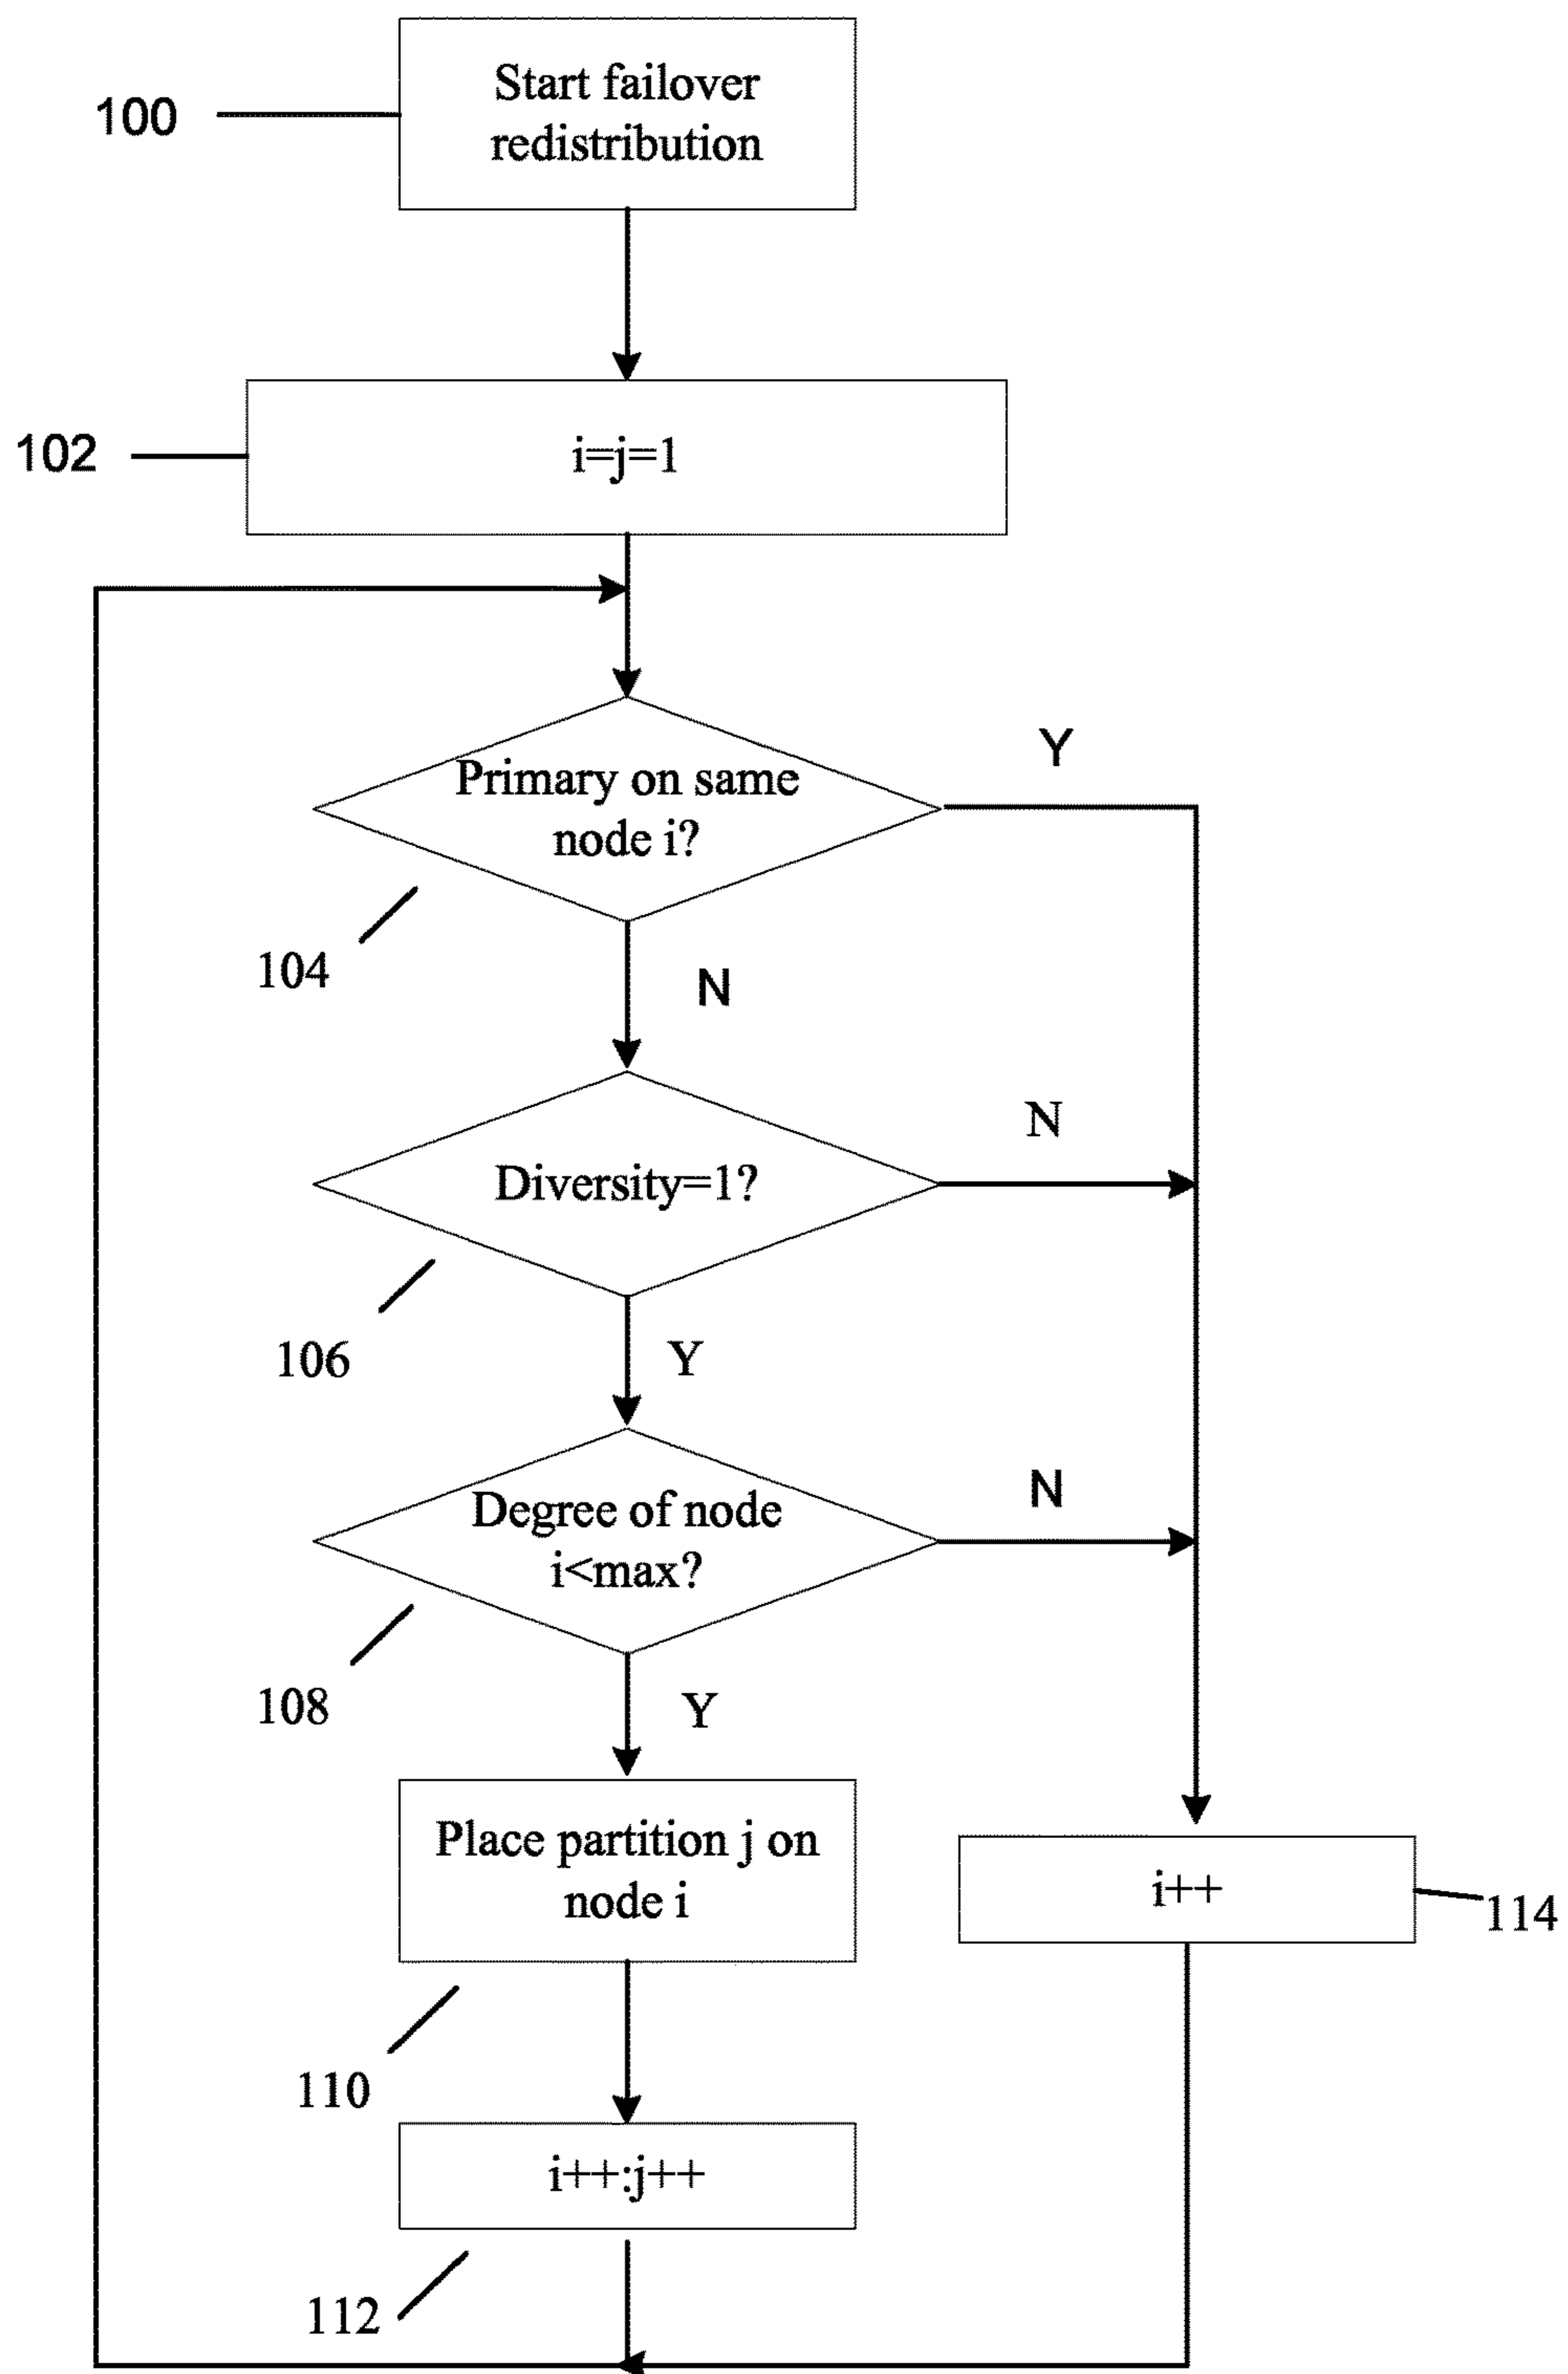 100
Start failover
redistribution
102
i=j=1
Primary on same
node i?
Y
104
N
Diversity=1?
N
106
Y
Degree of node
i<max?
N
108
Y
Place partition j on
node i
i++
114
110
i++:j++
112